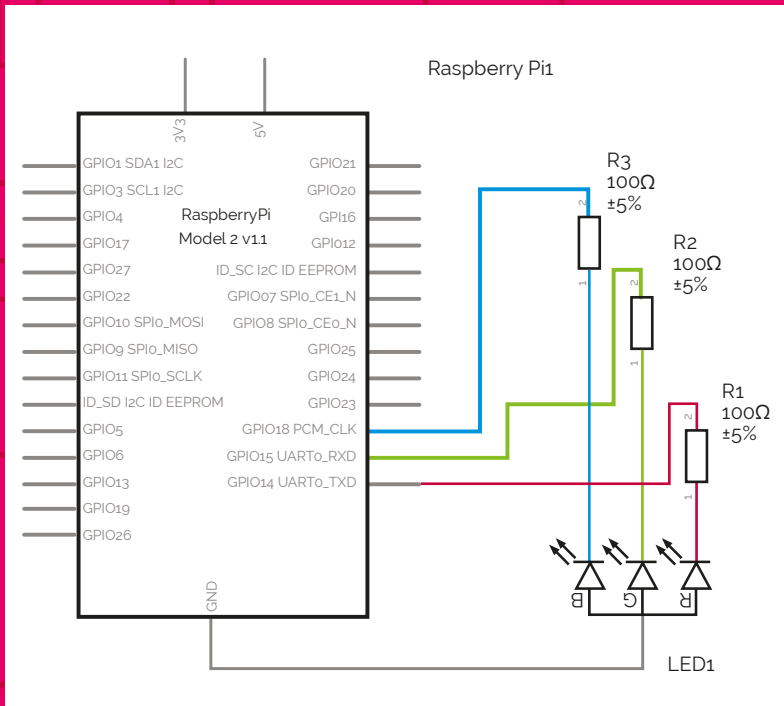 Raspberry Pi1
3V3
5V
RaspberryPi
Model 2 v1.1
GPIO1 SDA1 I2C
GPIO3 SCL1 I2C
GPIO4
GPIO17
GPIO27
GPIO22
GPIO10 SPI0_MOSI
GPIO9 SPI0_MISO
GPIO11 SPI0_SCLK
ID_SD I2C ID EEPROM
GPIO5
GPIO6
GPIO13
GPIO19
GPIO26
GPIO21
GPIO20
GPI16
GPI012
ID_SC I2C ID EEPROM
GPIO07 SPI0_CE1_N
GPIO8 SPI0_CE0_N
GPIO25
GPIO24
GPIO23
GPIO18 PCM_CLK
GPIO15 UART0_RXD
GPIO14 UART0_TXD
GND
R3
100Ω
±5%
2
1
R2
100Ω
±5%
2
1
R1
100Ω
±5%
2
1
B
G
R
LED1